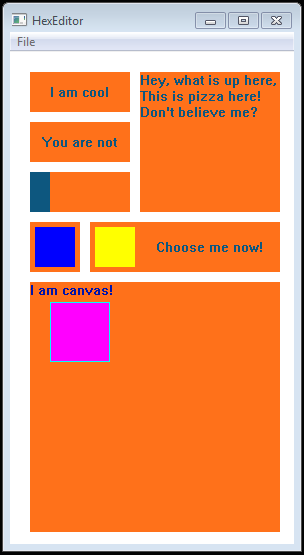 HexEditor
File
I am cool
Hey, what is up here,
This is pizza here!
Don't believe me?
You are not
Choose me now!
I am canvas!